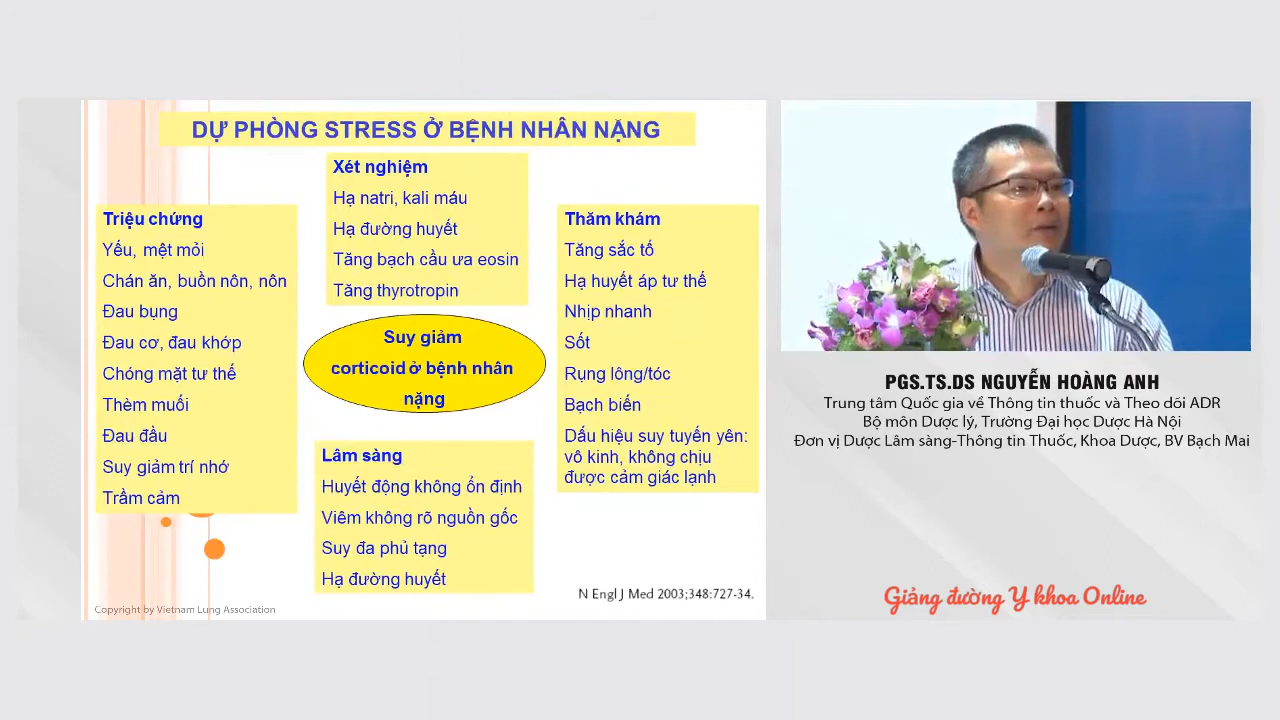 DỰ PHÒNG STRESS Ở BỆNH NHÂN NẶNG
Xét nghiệm
Hạ natri, kali máu
Hạ đường huyết
Tăng bạch cầu ưa eosin
Tăng thyrotropin
Triệu chứng
Yếu, mệt mỏi
Chán ăn, buồn nôn, nôn
Đau bụng
Đau cơ, đau khớp
Chóng mặt tư thế
Thèm muối
Đau đầu
Suy giảm trí nhớ
Trầm cảm
Suy giảm
corticoid ở bệnh nhân
nặng
Thăm khám
Tăng sắc tố
Hạ huyết áp tư thế
Nhịp nhanh
Sốt
Rụng lông/tóc
Bạch biến
Dấu hiệu suy tuyến yên:
vô kinh, không chịu
được cảm giác lạnh
Lâm sàng
Huyết động không ổn định
Viêm không rõ nguồn gốc
Suy đa phủ tạng
Hạ đường huyết
N Engl J Med 2003;348:727-34.
Copyright by Vietnam Lung Association
PGS.TS.DS NGUYỄN HOÀNG ANH
Trung tâm Quốc gia về Thông tin thuốc và Theo dõi ADR
Bộ môn Dược lý, Trường Đại học Dược Hà Nội
Đơn vị Dược Lâm sàng-Thông tin Thuốc, Khoa Dược, BV Bạch Mai
Giảng đường Y khoa Online